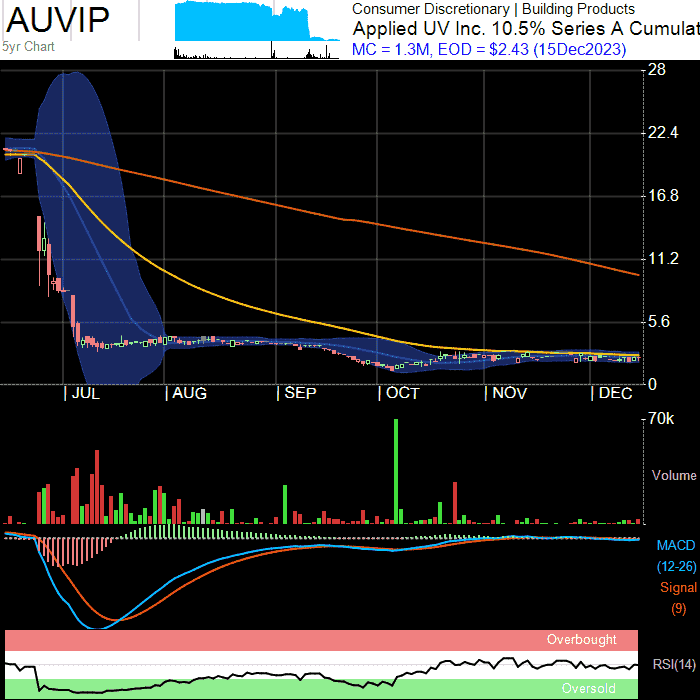 AUVIP
5yr Chart
Consumer Discretionary | Building Products
Applied UV Inc. 10.5% Series A Cumulat
MC = 1.3M, EOD = $2.43 (15Dec2023)
28
22.4
16.8
11.2
5.6
0
JUL
AUG
SEP
OCT
NOV
DEC
70k
Volume
MACD
(12-26)
Signal
(9)
Overbought
RSI(14)
Oversold